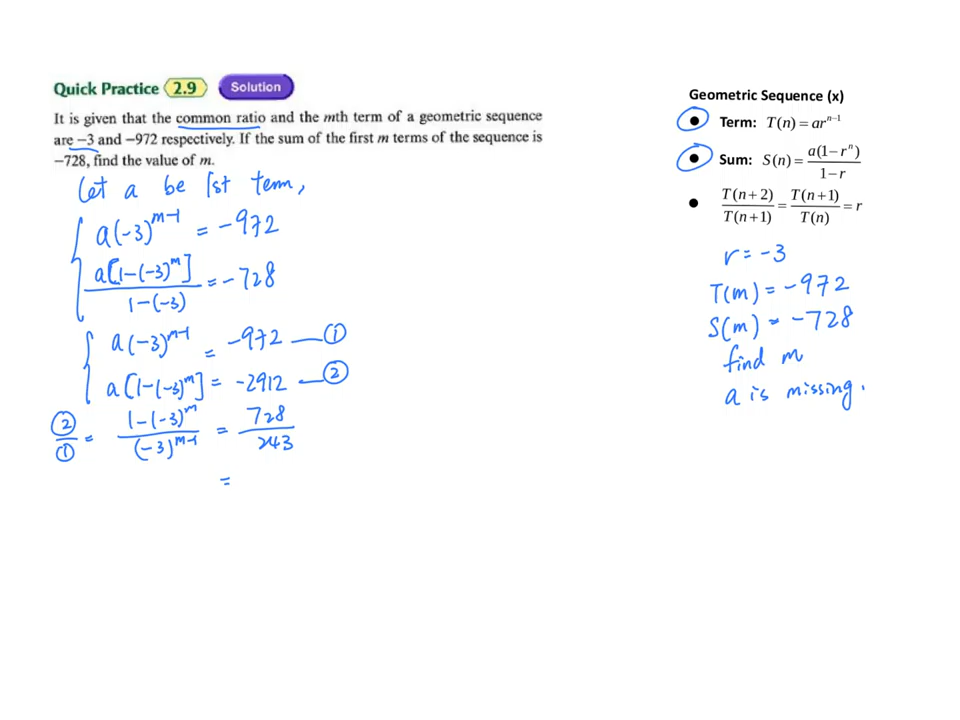 Quick Practice 2.9 Solution
It is given that the common ratio and the mth term of a geometric sequence
are −3 and −972 respectively. If the sum of the first m terms of the sequence is
−728, find the value of m.
Let a be 1st term,
a(-3)^{m-1} = -972
a[1-(-3)^m] / 1-(-3) = -728
a(-3)^{m-1} = -972 — ①
a[1-(-3)^m] = -2912 — ②
②/① = 1-(-3)^m / (-3)^{m-1} = 728/243
=
Geometric Sequence (x)
● Term: T(n) = ar^{n−1}
● Sum: S(n) = a(1−r^n) / 1−r
● T(n+2) / T(n+1) = T(n+1) / T(n) = r
r = -3
T(m) = -972
S(m) = -728
find m
a is missing.